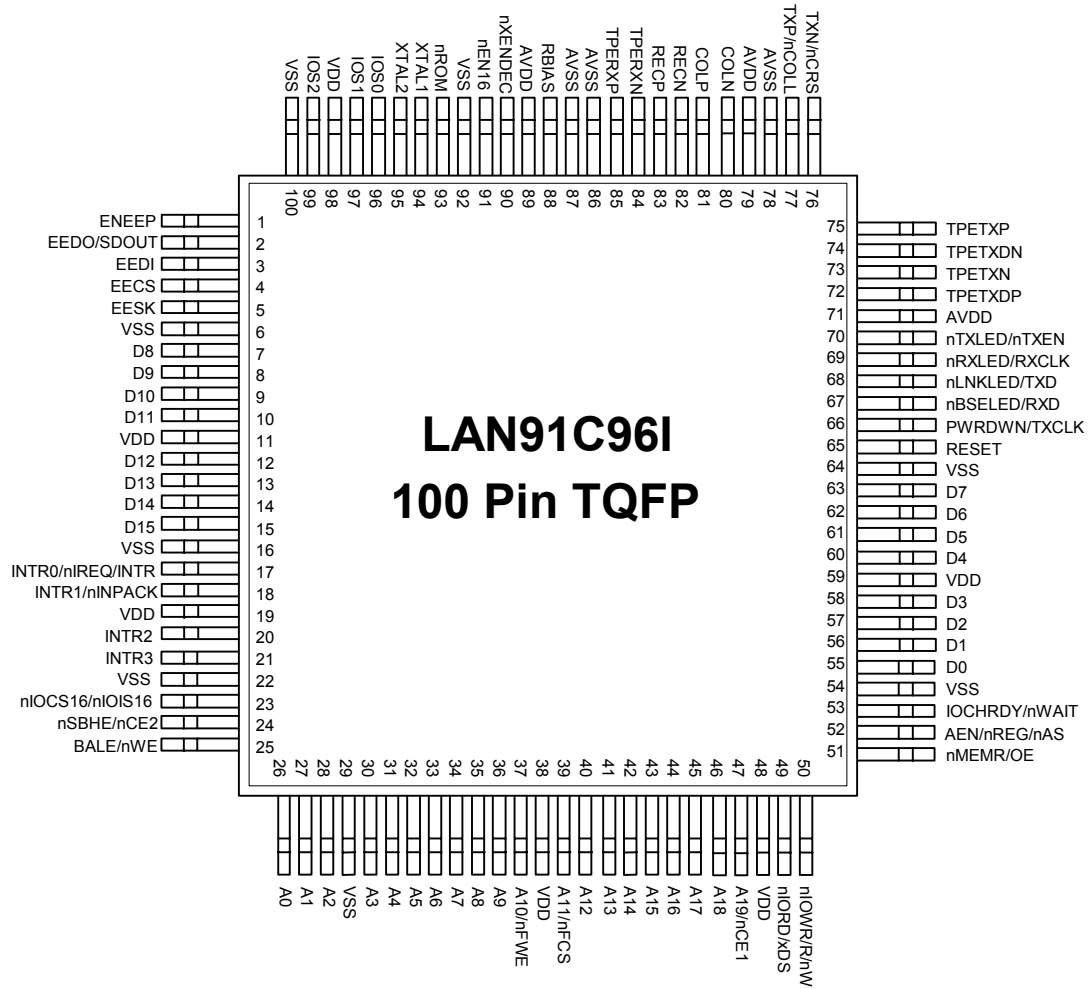 VSS
IOS2
VDD
IOS1
IOS0
XTAL2
XTAL1
nROM
VSS
nEN16
nXENDEC
AVDD
RBIAS
AVSS
AVSS
TPERXP
TPERXN
RECP
RECN
COLP
COLN
AVDD
AVSS
TXP/nCOLL
TXN/nCRS
100
99
98
97
96
95
94
93
92
91
90
89
88
87
86
85
84
83
82
81
80
79
78
77
76
ENEEP 1
EEDO/SDOUT 2
EEDI 3
EECS 4
EESK 5
VSS 6
D8 7
D9 8
D10 9
D11 10
VDD 11
D12 12
D13 13
D14 14
D15 15
VSS 16
INTR0/nIREQ/INTR 17
INTR1/nINPACK 18
VDD 19
INTR2 20
INTR3 21
VSS 22
nIOCS16/nIOIS16 23
nSBHE/nCE2 24
BALE/nWE 25
LAN91C96I
100 Pin TQFP
75 TPETXP
74 TPETXDN
73 TPETXN
72 TPETXDP
71 AVDD
70 nTXLED/nTXEN
69 nRXLED/RXCLK
68 nLNKLED/TXD
67 nBSELED/RXD
66 PWRDWN/TXCLK
65 RESET
64 VSS
63 D7
62 D6
61 D5
60 D4
59 VDD
58 D3
57 D2
56 D1
55 D0
54 VSS
53 IOCHRDY/nWAIT
52 AEN/nREG/nAS
51 nMEMR/OE
26
27
28
29
30
31
32
33
34
35
36
37
38
39
40
41
42
43
44
45
46
47
48
49
50
A0
A1
A2
VSS
A3
A4
A5
A6
A7
A8
A9
A10/nFWE
VDD
A11/nFCS
A12
A13
A14
A15
A16
A17
A18
A19/nCE1
VDD
nIORD/xDS
nIOWR/R/nW